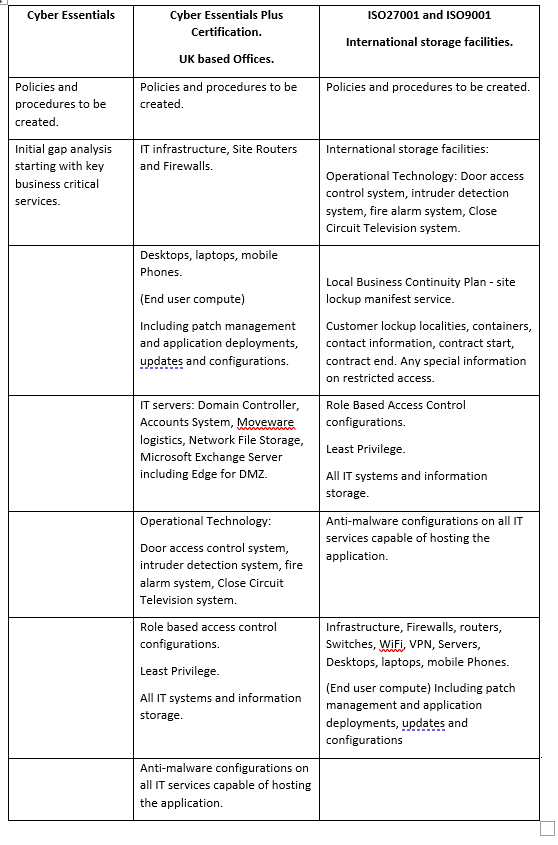 Cyber Essentials
Cyber Essentials Plus
Certification.
UK based Offices.
ISO27001 and ISO9001
International storage facilities.
Policies and
procedures to be
created.
Policies and procedures to be
created.
Policies and procedures to be created.
Initial gap analysis
starting with key
business critical
services.
IT infrastructure, Site Routers
and Firewalls.
International storage facilities:
Operational Technology: Door access
control system, intruder detection
system, fire alarm system, Close
Circuit Television system.
Desktops, laptops, mobile
Phones.
(End user compute)
Including patch management
and application deployments,
updates and configurations.
Local Business Continuity Plan - site
lockup manifest service.
Customer lockup localities, containers,
contact information, contract start,
contract end. Any special information
on restricted access.
IT servers: Domain Controller,
Accounts System, Moveware
logistics, Network File Storage,
Microsoft Exchange Server
including Edge for DMZ.
Role Based Access Control
configurations.
Least Privilege.
All IT systems and information
storage.
Operational Technology:
Door access control system,
intruder detection system, fire
alarm system, Close Circuit
Television system.
Anti-malware configurations on all IT
services capable of hosting the
application.
Role based access control
configurations.
Least Privilege.
All IT systems and information
storage.
Infrastructure, Firewalls, routers,
Switches, WiFi, VPN, Servers,
Desktops, laptops, mobile Phones.
(End user compute) Including patch
management and application
deployments, updates and
configurations
Anti-malware configurations on
all IT services capable of hosting
the application.